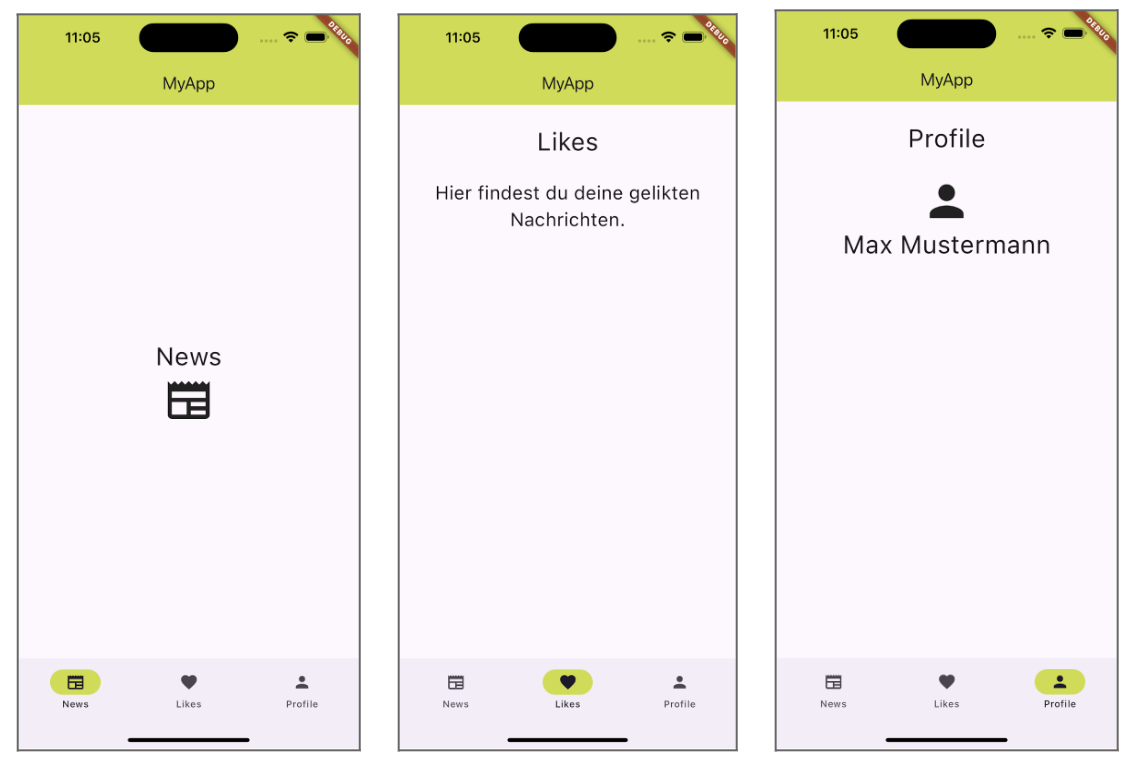 11:05
DEBUG
MyApp
News
News
Likes
Profile
11:05
DEBUG
MyApp
Likes
Hier findest du deine gelikten
Nachrichten.
News
Likes
Profile
11:05
DEBUG
MyApp
Profile
Max Mustermann
News
Likes
Profile